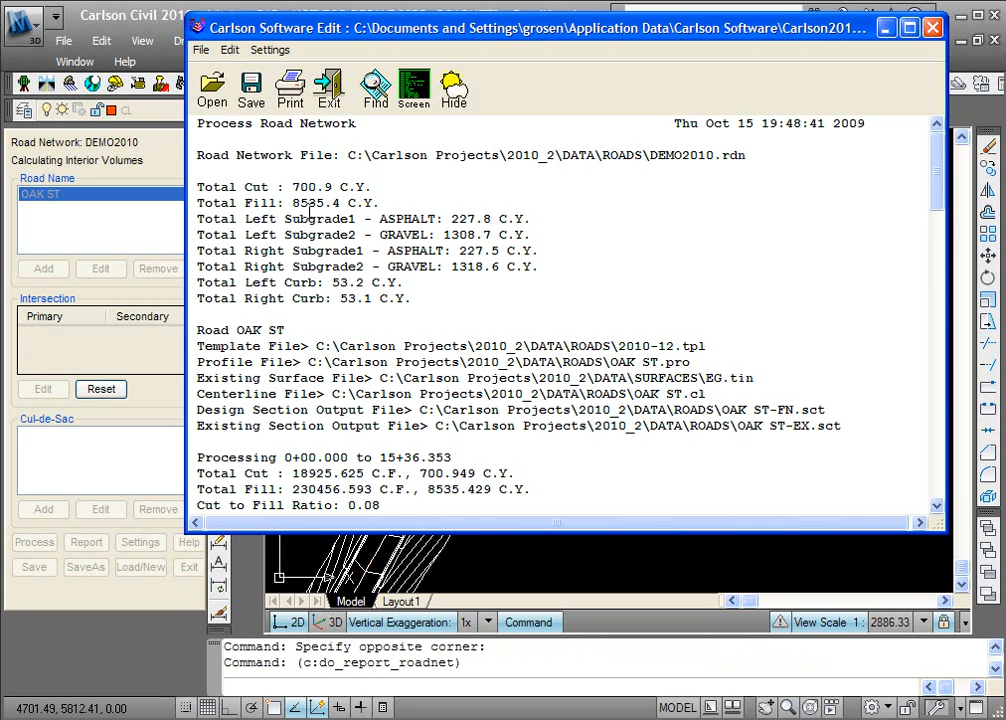 Carlson Civil 201
File Edit View D
Window Help
3D
CL
Road Network: DEMO2010
Calculating Interior Volumes
Road Name
OAK ST
Add Edit Remove
Intersection
Primary Secondary
Edit Reset
Cul-de-Sac
Add Edit Remove
Process Report Settings Help
Save SaveAs Load/New Exit
Carlson Software Edit : C:\Documents and Settings\grosen\Application Data\Carlson Software\Carlson201...
File Edit Settings
Open Save Print Exit Find Screen Hide
Process Road Network Thu Oct 15 19:48:41 2009
Road Network File: C:\Carlson Projects\2010_2\DATA\ROADS\DEMO2010.rdn
Total Cut : 700.9 C.Y.
Total Fill: 8535.4 C.Y.
Total Left Subgrade1 - ASPHALT: 227.8 C.Y.
Total Left Subgrade2 - GRAVEL: 1308.7 C.Y.
Total Right Subgrade1 - ASPHALT: 227.5 C.Y.
Total Right Subgrade2 - GRAVEL: 1318.6 C.Y.
Total Left Curb: 53.2 C.Y.
Total Right Curb: 53.1 C.Y.
Road OAK ST
Template File> C:\Carlson Projects\2010_2\DATA\ROADS\2010-12.tpl
Profile File> C:\Carlson Projects\2010_2\DATA\ROADS\OAK ST.pro
Existing Surface File> C:\Carlson Projects\2010_2\DATA\SURFACES\EG.tin
Centerline File> C:\Carlson Projects\2010_2\DATA\ROADS\OAK ST.cl
Design Section Output File> C:\Carlson Projects\2010_2\DATA\ROADS\OAK ST-FN.sct
Existing Section Output File> C:\Carlson Projects\2010_2\DATA\ROADS\OAK ST-EX.sct
Processing 0+00.000 to 15+36.353
Total Cut : 18925.625 C.F., 700.949 C.Y.
Total Fill: 230456.593 C.F., 8535.429 C.Y.
Cut to Fill Ratio: 0.08
X
Model Layout1
2D 3D Vertical Exaggeration: 1x Command View Scale 1 : 2886.33
Command: Specify opposite corner:
Command: (c:do_report_roadnet)
4701.49, 5812.41, 0.00 MODEL